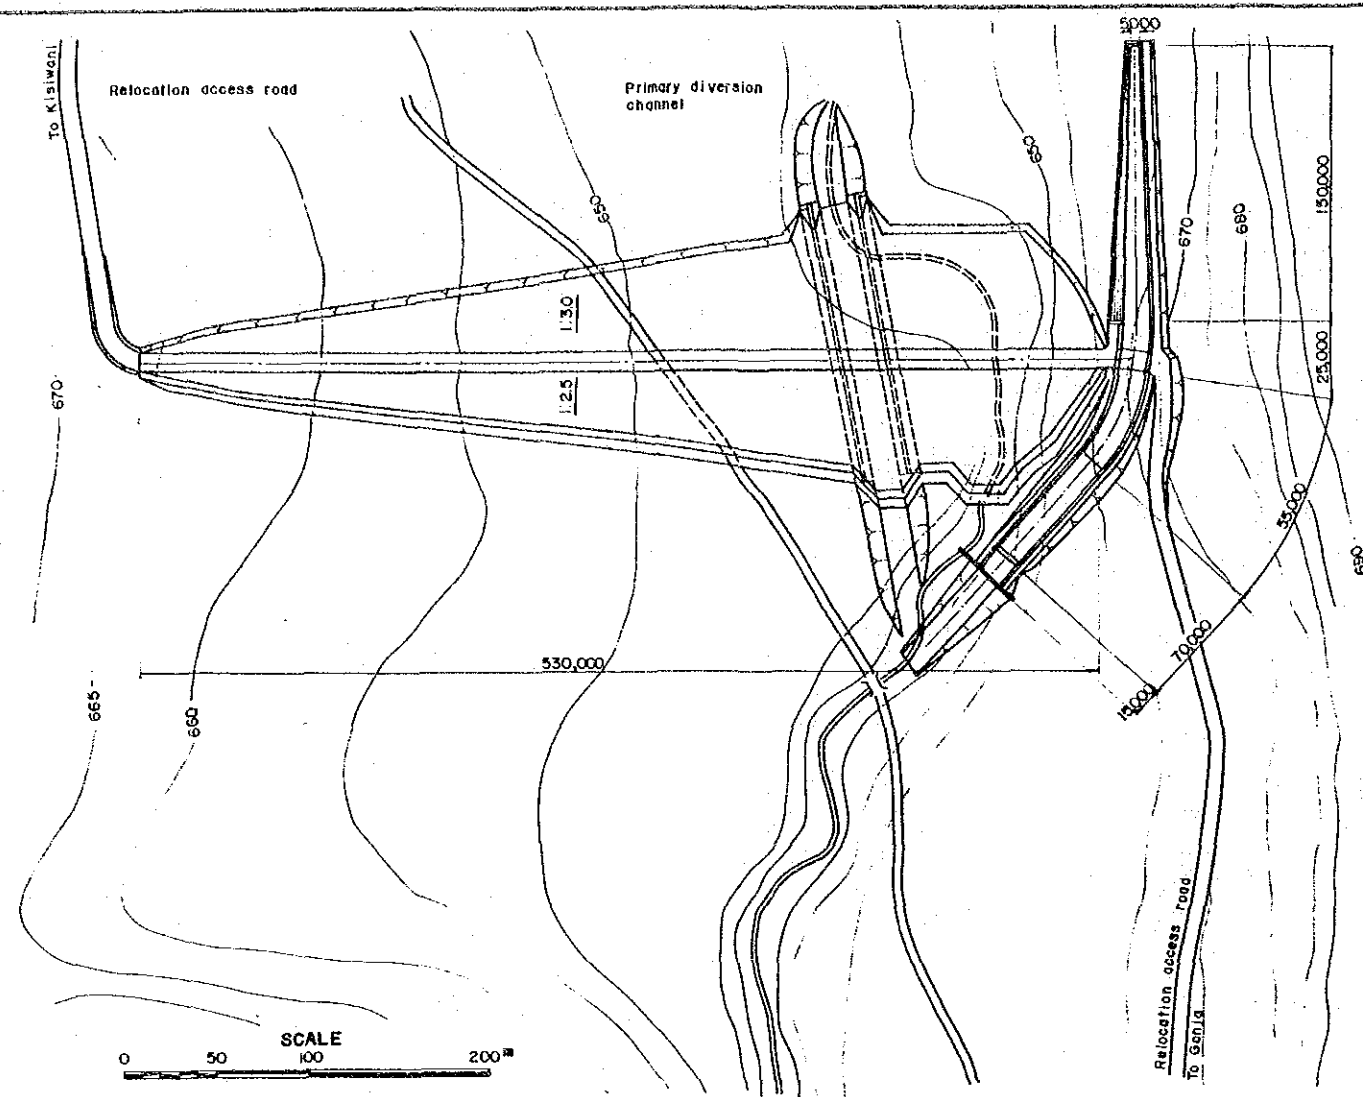 5,000
To Kisiwani
Relocation access road
Primary diversion
channel
650
650
670
680
150,000
1:3.0
25,000
1:2.5
670
55,000
690
530,000
70,000
15,000
665
660
Relocation access road
To Gonja
SCALE
0 50 100 200 m